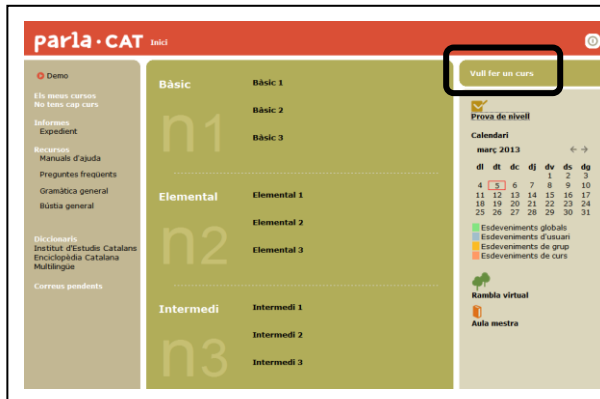 parla·CAT Inici
Demo
Els meus cursos
No tens cap curs
Informes
Expedient
Recursos
Manuals d'ajuda
Preguntes freqüents
Gramàtica general
Bústia general
Diccionaris
Institut d'Estudis Catalans
Enciclopèdia Catalana
Multilingüe
Correus pendents
Bàsic
n1
Bàsic 1
Bàsic 2
Bàsic 3
Elemental
n2
Elemental 1
Elemental 2
Elemental 3
Intermedi
n3
Intermedi 1
Intermedi 2
Intermedi 3
Vull fer un curs
Prova de nivell
Calendari
març 2013 ← →
dl dt dc dj dv ds dg
1 2 3
4 5 6 7 8 9 10
11 12 13 14 15 16 17
18 19 20 21 22 23 24
25 26 27 28 29 30 31
Esdeveniments globals
Esdeveniments d'usuari
Esdeveniments de grup
Esdeveniments de curs
Rambla virtual
Aula mestra